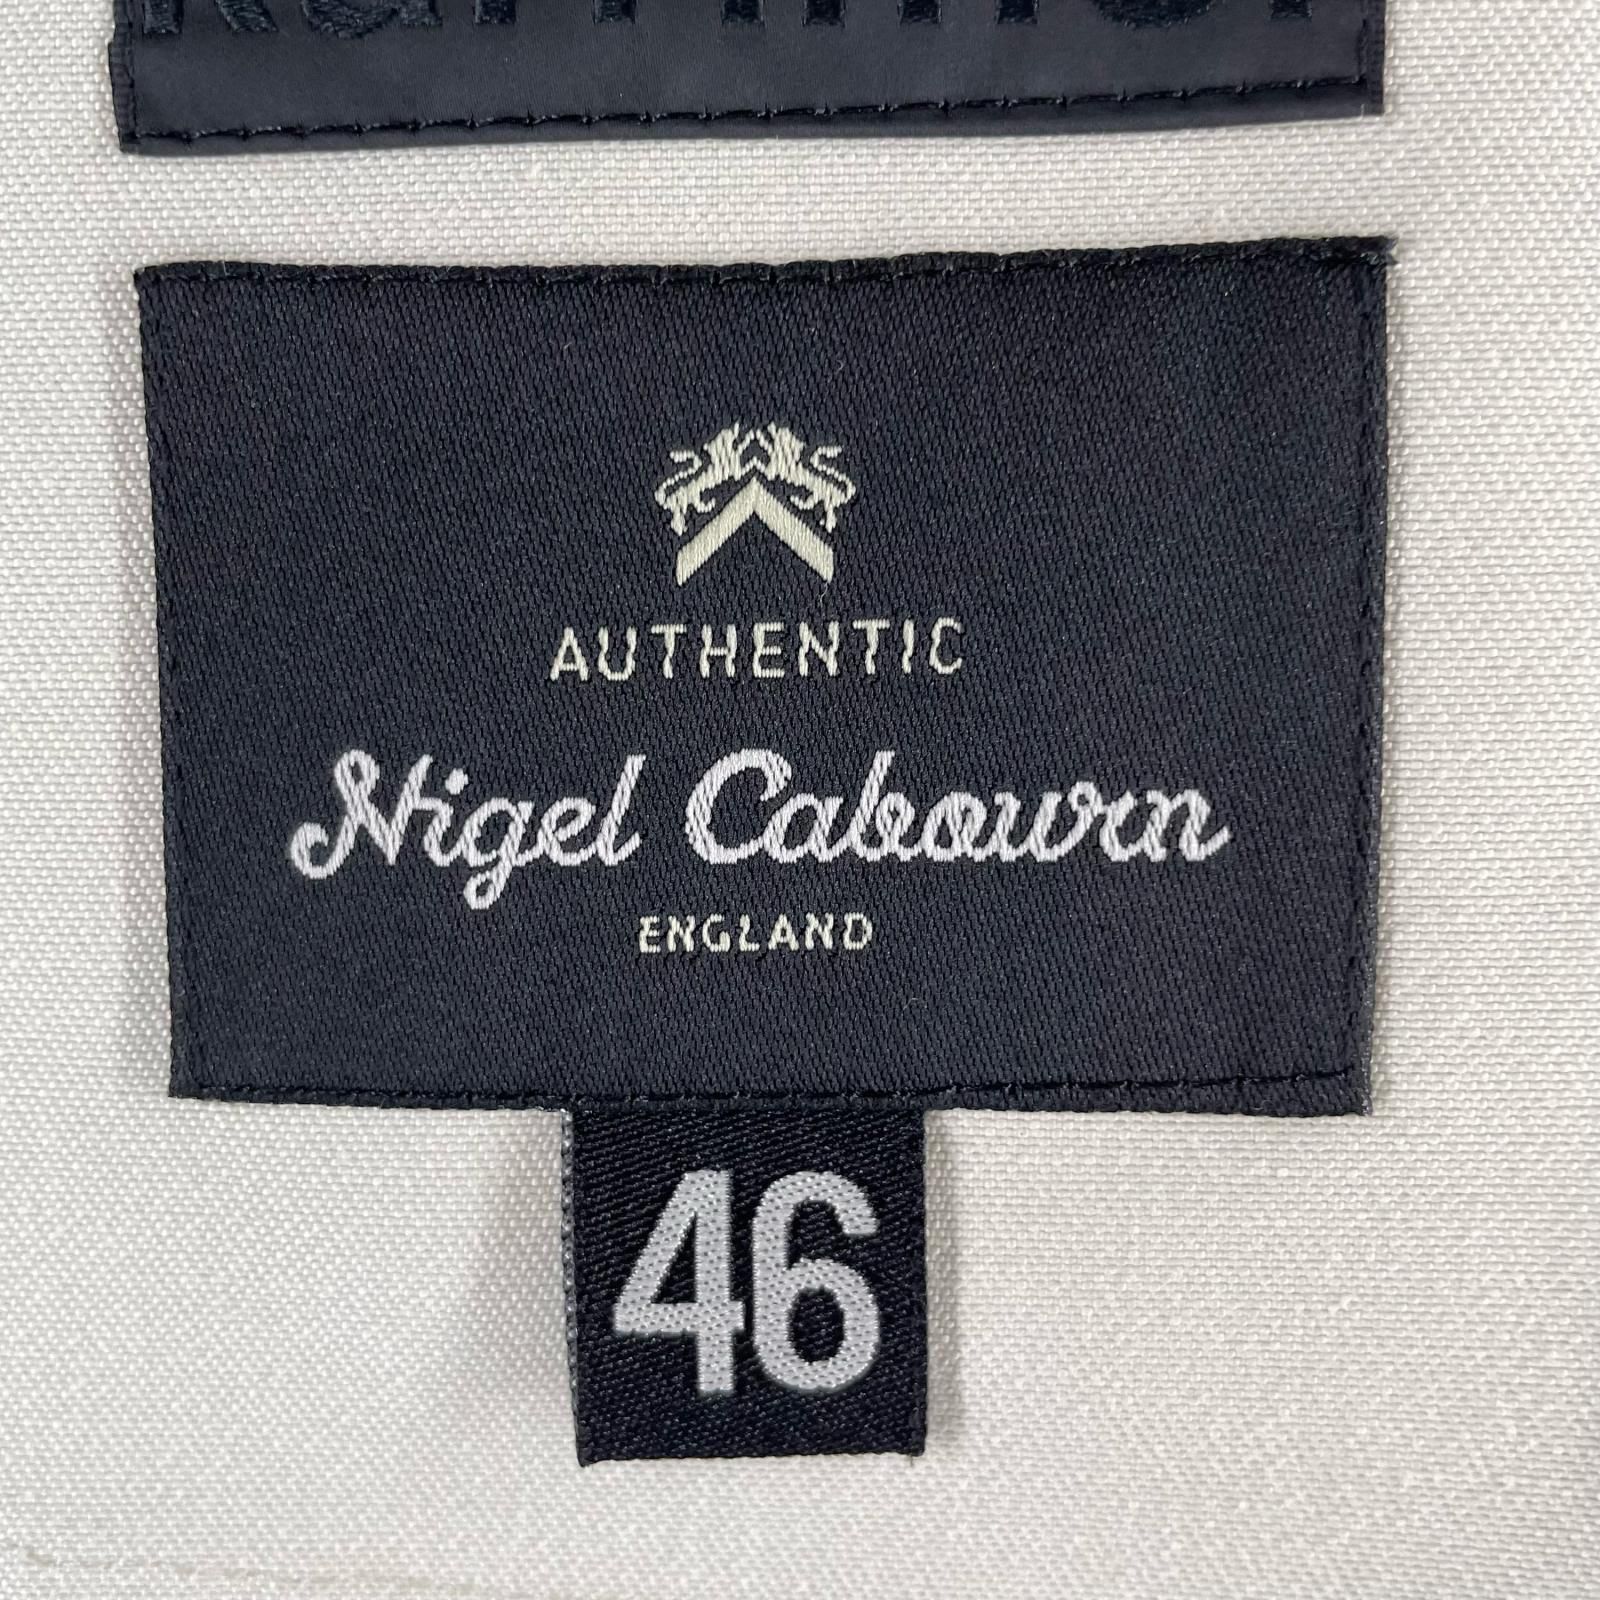 AUTHENTIC
Nigel Cabourn
ENGLAND
46